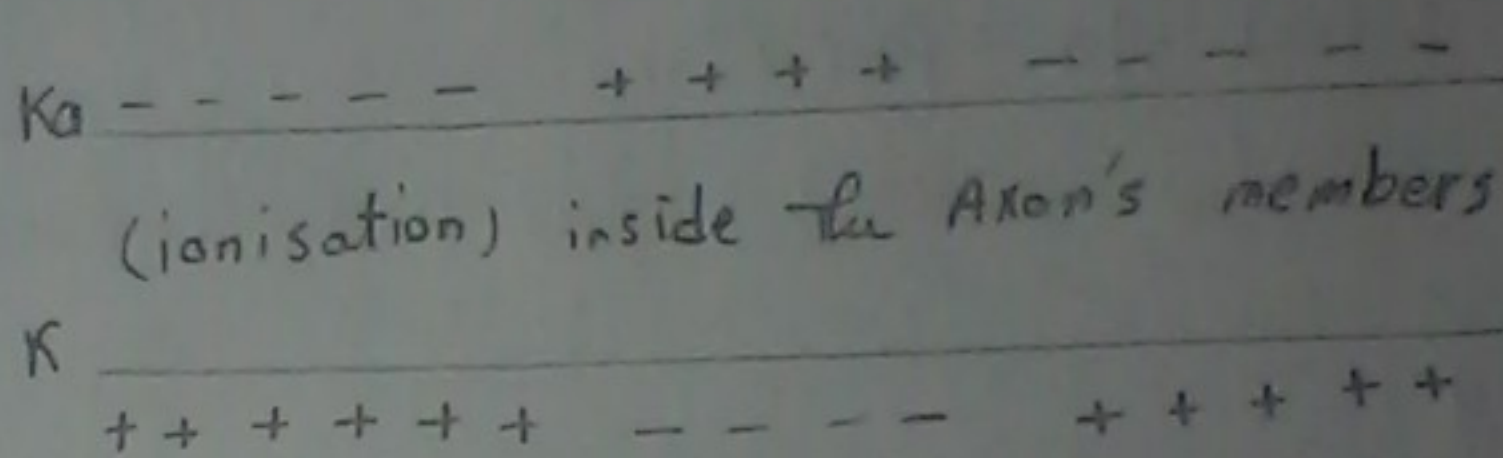 Ka - - - - - + + + + - - - - -
(ionisation) inside the Axon's members
K
+ + + + + + - - - - + + + + +